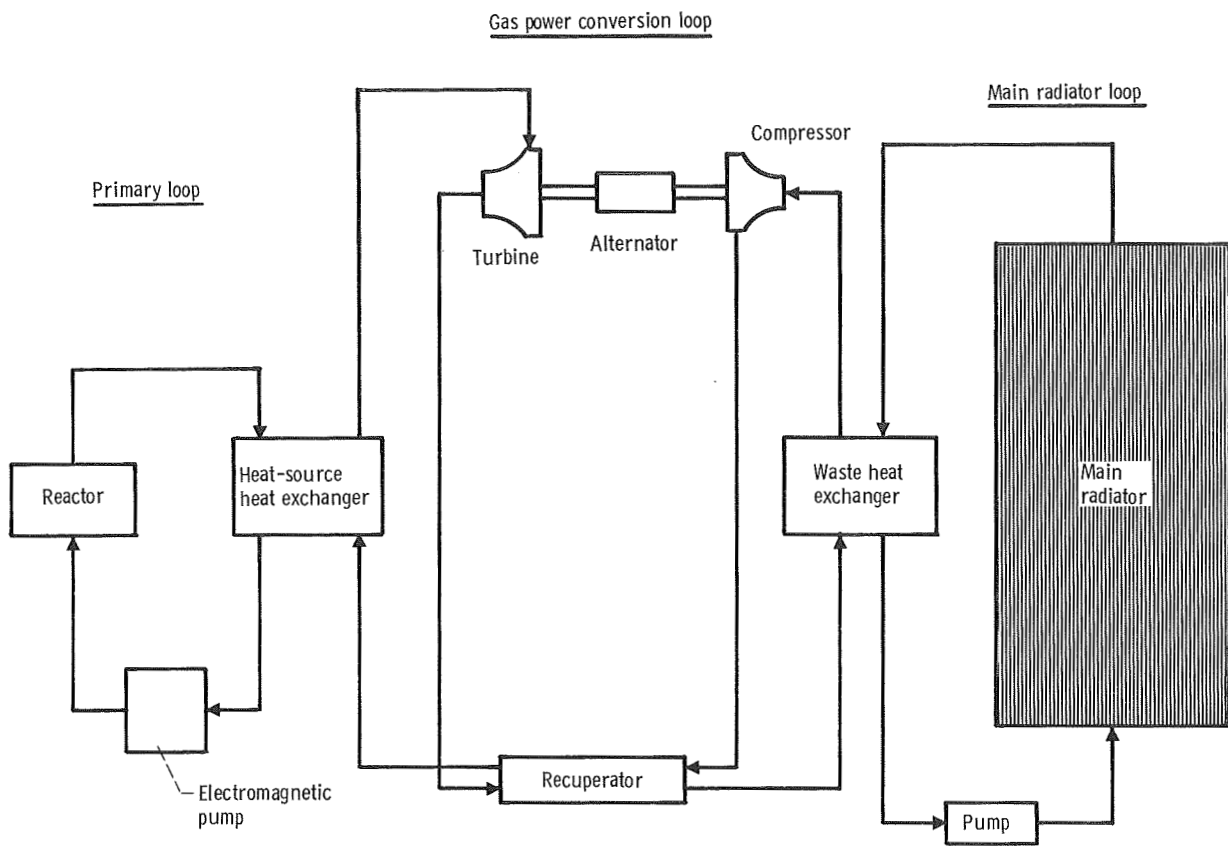 Gas power conversion loop
Main radiator loop
Compressor
Primary loop
Turbine
Alternator
Reactor
Heat-source
heat exchanger
Waste heat
exchanger
Main
radiator
Recuperator
Electromagnetic
pump
Pump